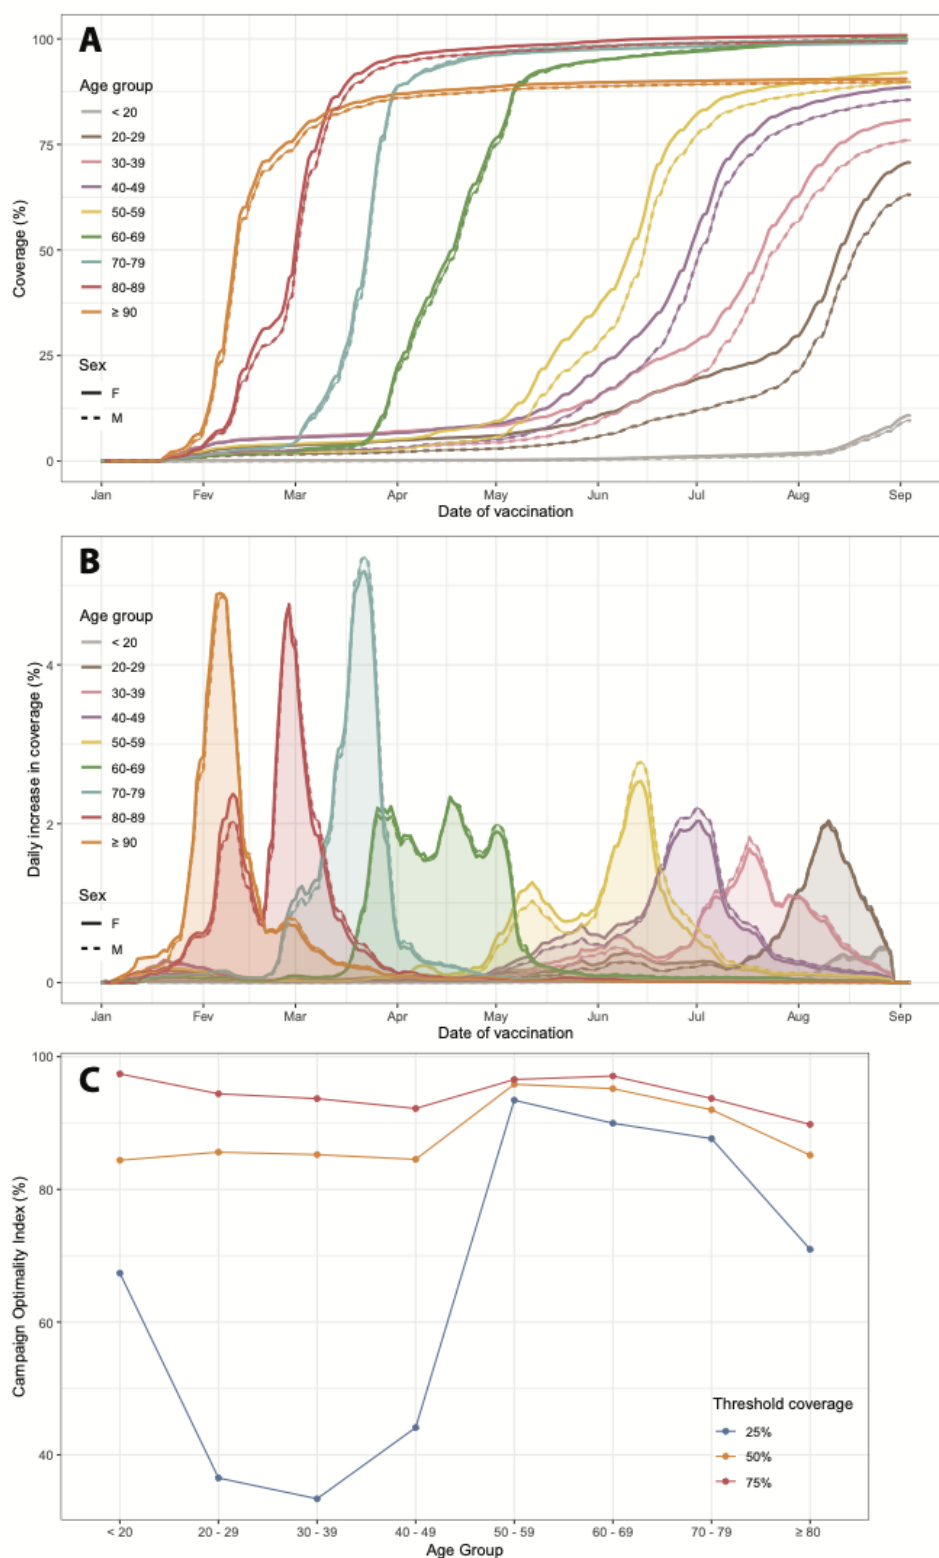 A
100
75
50
25
0
Coverage (%)
Age group
< 20
20-29
30-39
40-49
50-59
60-69
70-79
80-89
≥ 90
Sex
F
M
Jan Fev Mar Apr May Jun Jul Aug Sep
Date of vaccination
B
4
2
0
Daily increase in coverage (%)
Age group
< 20
20-29
30-39
40-49
50-59
60-69
70-79
80-89
≥ 90
Sex
F
M
Jan Fev Mar Apr May Jun Jul Aug Sep
Date of vaccination
C
100
80
60
40
Campaign Optimality Index (%)
Threshold coverage
25%
50%
75%
< 20 20 - 29 30 - 39 40 - 49 50 - 59 60 - 69 70 - 79 ≥ 80
Age Group